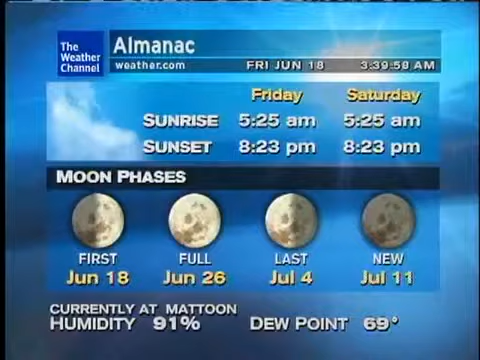 The Weather Channel
Almanac
weather.com FRI JUN 18 3:39:58 AM
Friday Saturday
SUNRISE 5:25 am 5:25 am
SUNSET 8:23 pm 8:23 pm
MOON PHASES
FIRST FULL LAST NEW
Jun 18 Jun 26 Jul 4 Jul 11
CURRENTLY AT MATTOON
HUMIDITY 91% DEW POINT 69°